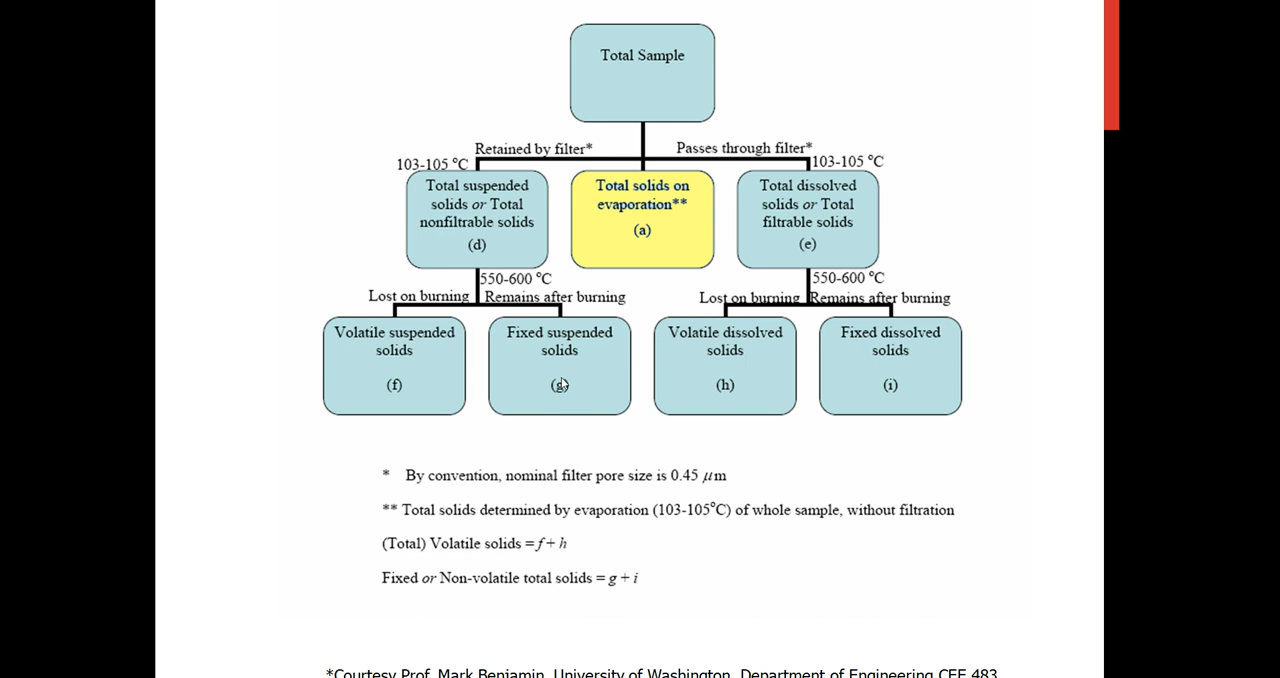 Total Sample
Retained by filter*
Passes through filter*
103-105 °C
103-105 °C
Total suspended
solids or Total
nonfiltrable solids
(d)
Total solids on
evaporation**
(a)
Total dissolved
solids or Total
filtrable solids
(e)
550-600 °C
550-600 °C
Lost on burning
Remains after burning
Lost on burning
Remains after burning
Volatile suspended
solids
(f)
Fixed suspended
solids
(g)
Volatile dissolved
solids
(h)
Fixed dissolved
solids
(i)
* By convention, nominal filter pore size is 0.45 μm
** Total solids determined by evaporation (103-105°C) of whole sample, without filtration
(Total) Volatile solids = f + h
Fixed or Non-volatile total solids = g + i
*Courtesy Prof. Mark Benjamin, University of Washington, Department of Engineering CEE 483